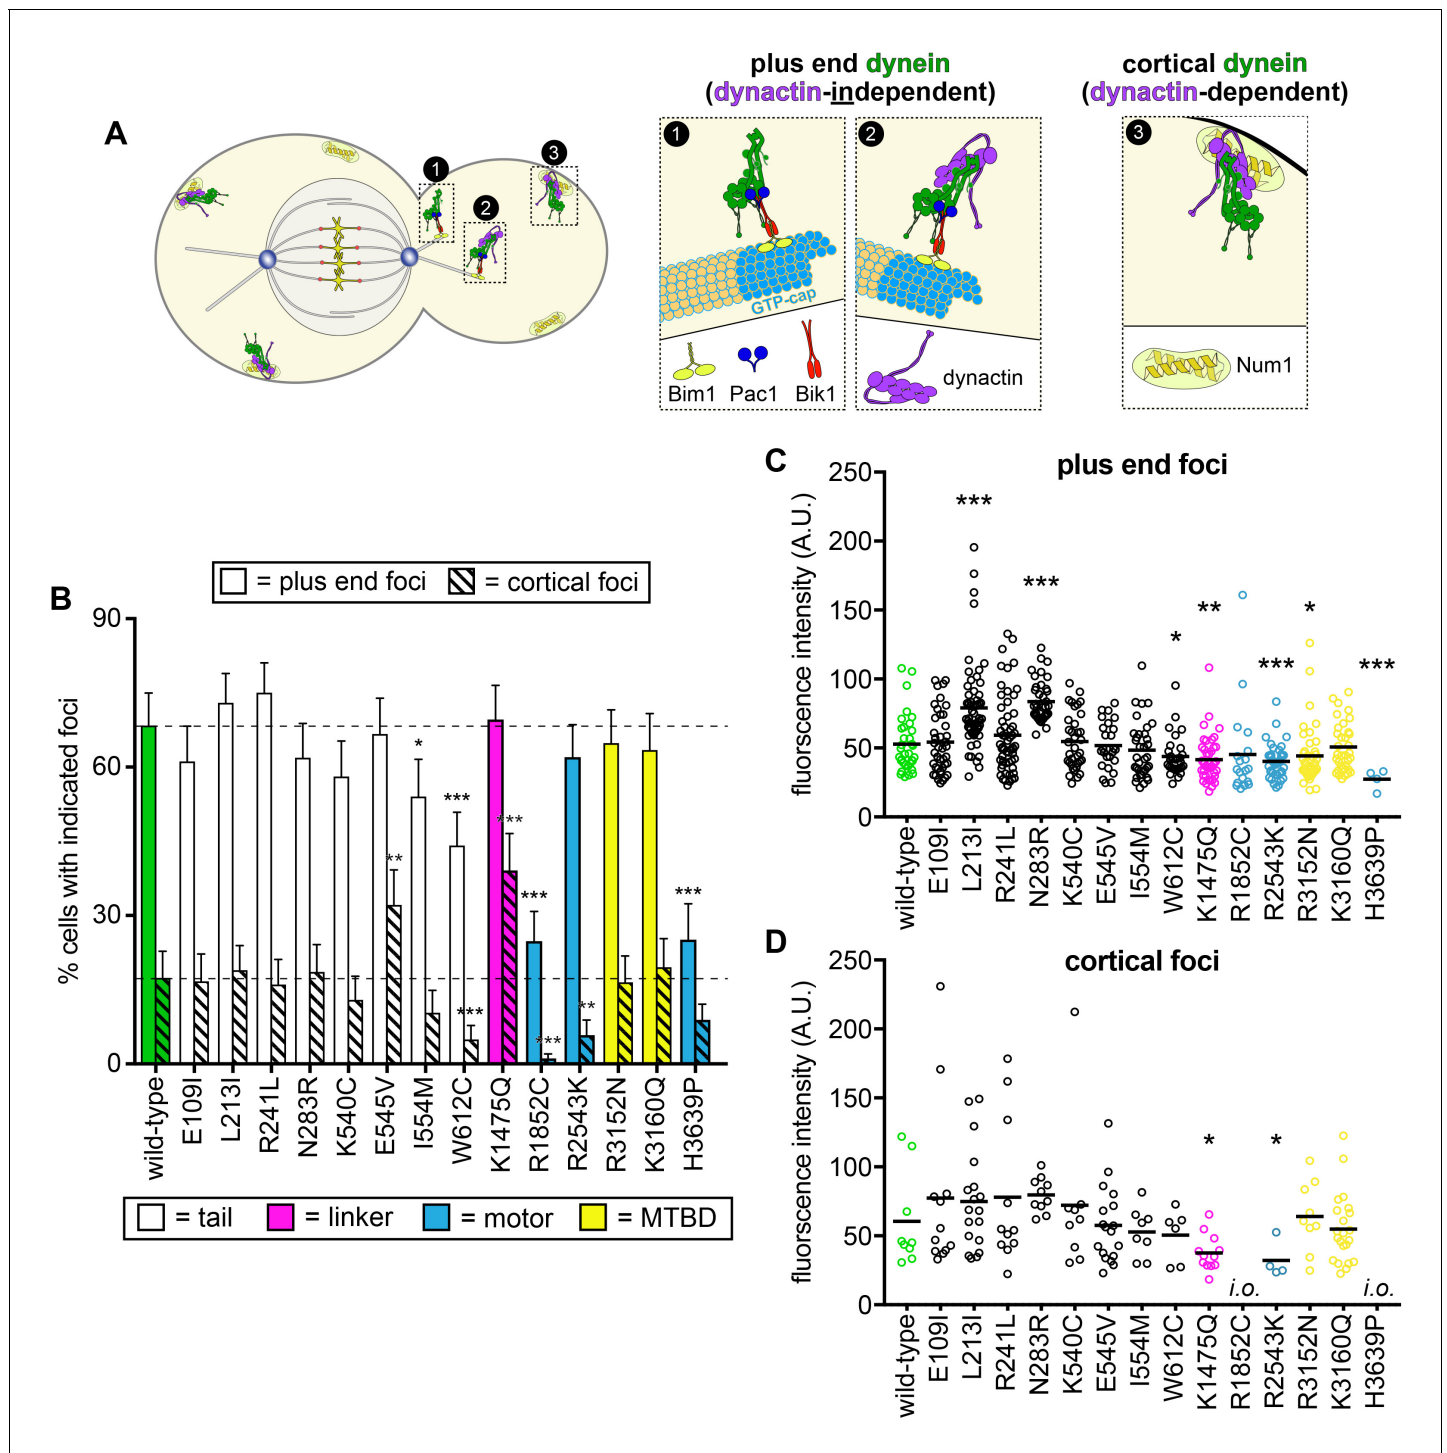 A
1
2
3
plus end dynein
(dynactin-independent)
cortical dynein
(dynactin-dependent)
1
2
3
GTP-cap
Bim1 Pac1 Bik1
dynactin
Num1
B
= plus end foci = cortical foci
% cells with indicated foci
90
60
30
0
** * *** *** *** *** *** ** ***
wild-type E109I L213I R241L N283R K540C E545V I554M W612C K1475Q R1852C R2543K R3152N K3160Q H3639P
= tail = linker = motor = MTBD
C
plus end foci
fluorscence intensity (A.U.)
250
200
150
100
50
0
*** *** * ** *** * ***
wild-type E109I L213I R241L N283R K540C E545V I554M W612C K1475Q R1852C R2543K R3152N K3160Q H3639P
D
cortical foci
fluorscence intensity (A.U.)
250
200
150
100
50
0
* *
i.o. i.o.
wild-type E109I L213I R241L N283R K540C E545V I554M W612C K1475Q R1852C R2543K R3152N K3160Q H3639P